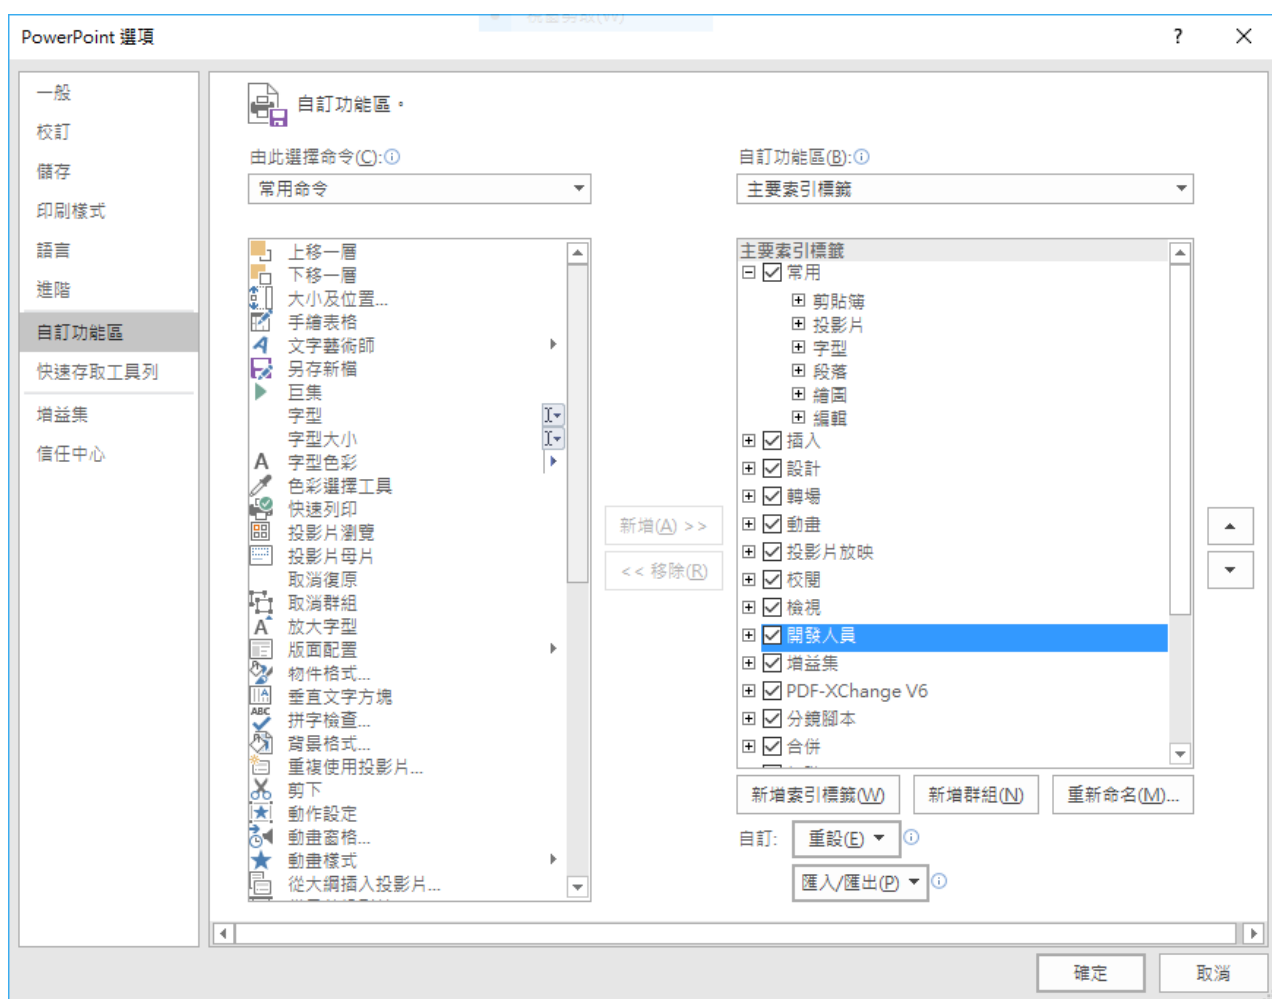 PowerPoint 選項
?
一般
校訂
儲存
印刷樣式
語言
進階
自訂功能區
快速存取工具列
增益集
信任中心
自訂功能區。
由此選擇命令(C):
常用命令
上移一層
下移一層
大小及位置...
手繪表格
文字藝術師
另存新檔
巨集
字型
字型大小
字型色彩
色彩選擇工具
快速列印
投影片瀏覽
投影片母片
取消復原
取消群組
放大字型
版面配置
物件格式...
垂直文字方塊
拼字檢查...
背景格式...
重複使用投影片...
剪下
動作設定
動畫窗格...
動畫樣式
從大綱插入投影片...
新增(A) >>
<< 移除(R)
自訂功能區(B):
主要索引標籤
主要索引標籤
常用
剪貼簿
投影片
字型
段落
繪圖
編輯
插入
設計
轉場
動畫
投影片放映
校閱
檢視
開發人員
增益集
PDF-XChange V6
分鏡腳本
合併
新增索引標籤(W)
新增群組(N)
重新命名(M)...
自訂:
重設(E)
匯入/匯出(P)
確定
取消